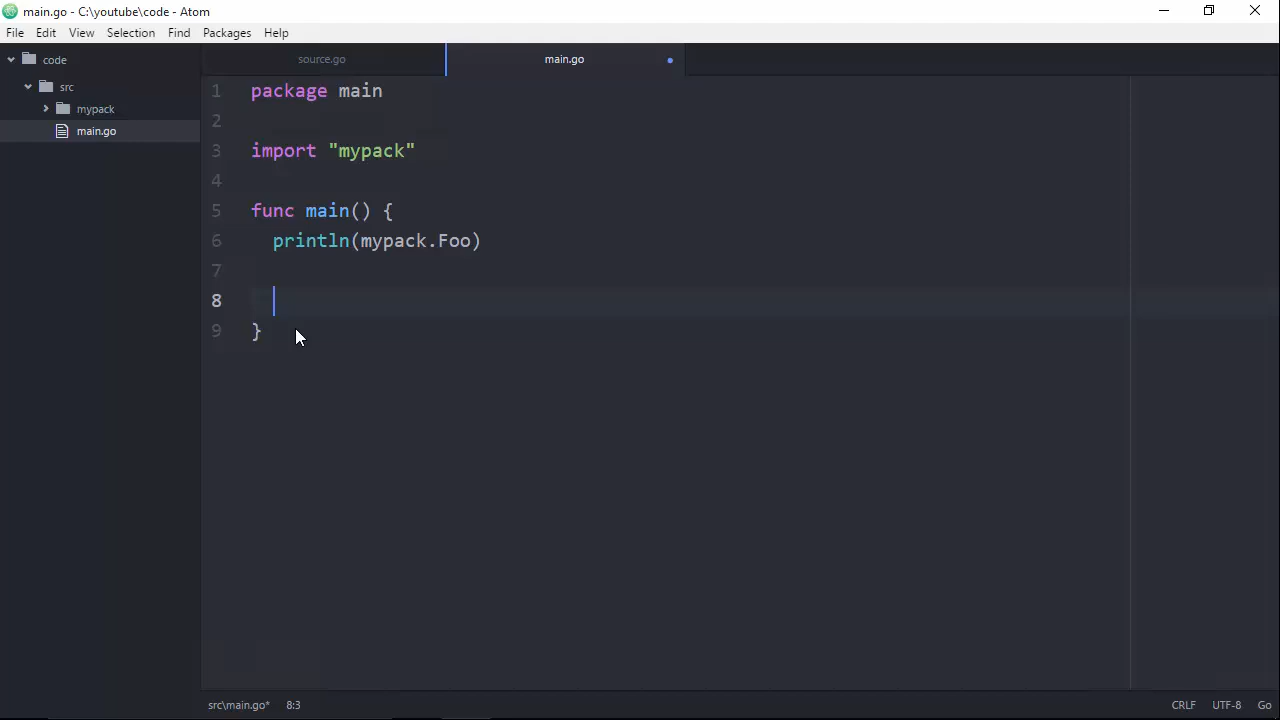 main.go - C:\youtube\code - Atom
File Edit View Selection Find Packages Help
code
src
mypack
main.go
source.go main.go
1 package main
2
3 import "mypack"
4
5 func main() {
6 println(mypack.Foo)
7
8
9 }
src\main.go* 8:3 CRLF UTF-8 Go